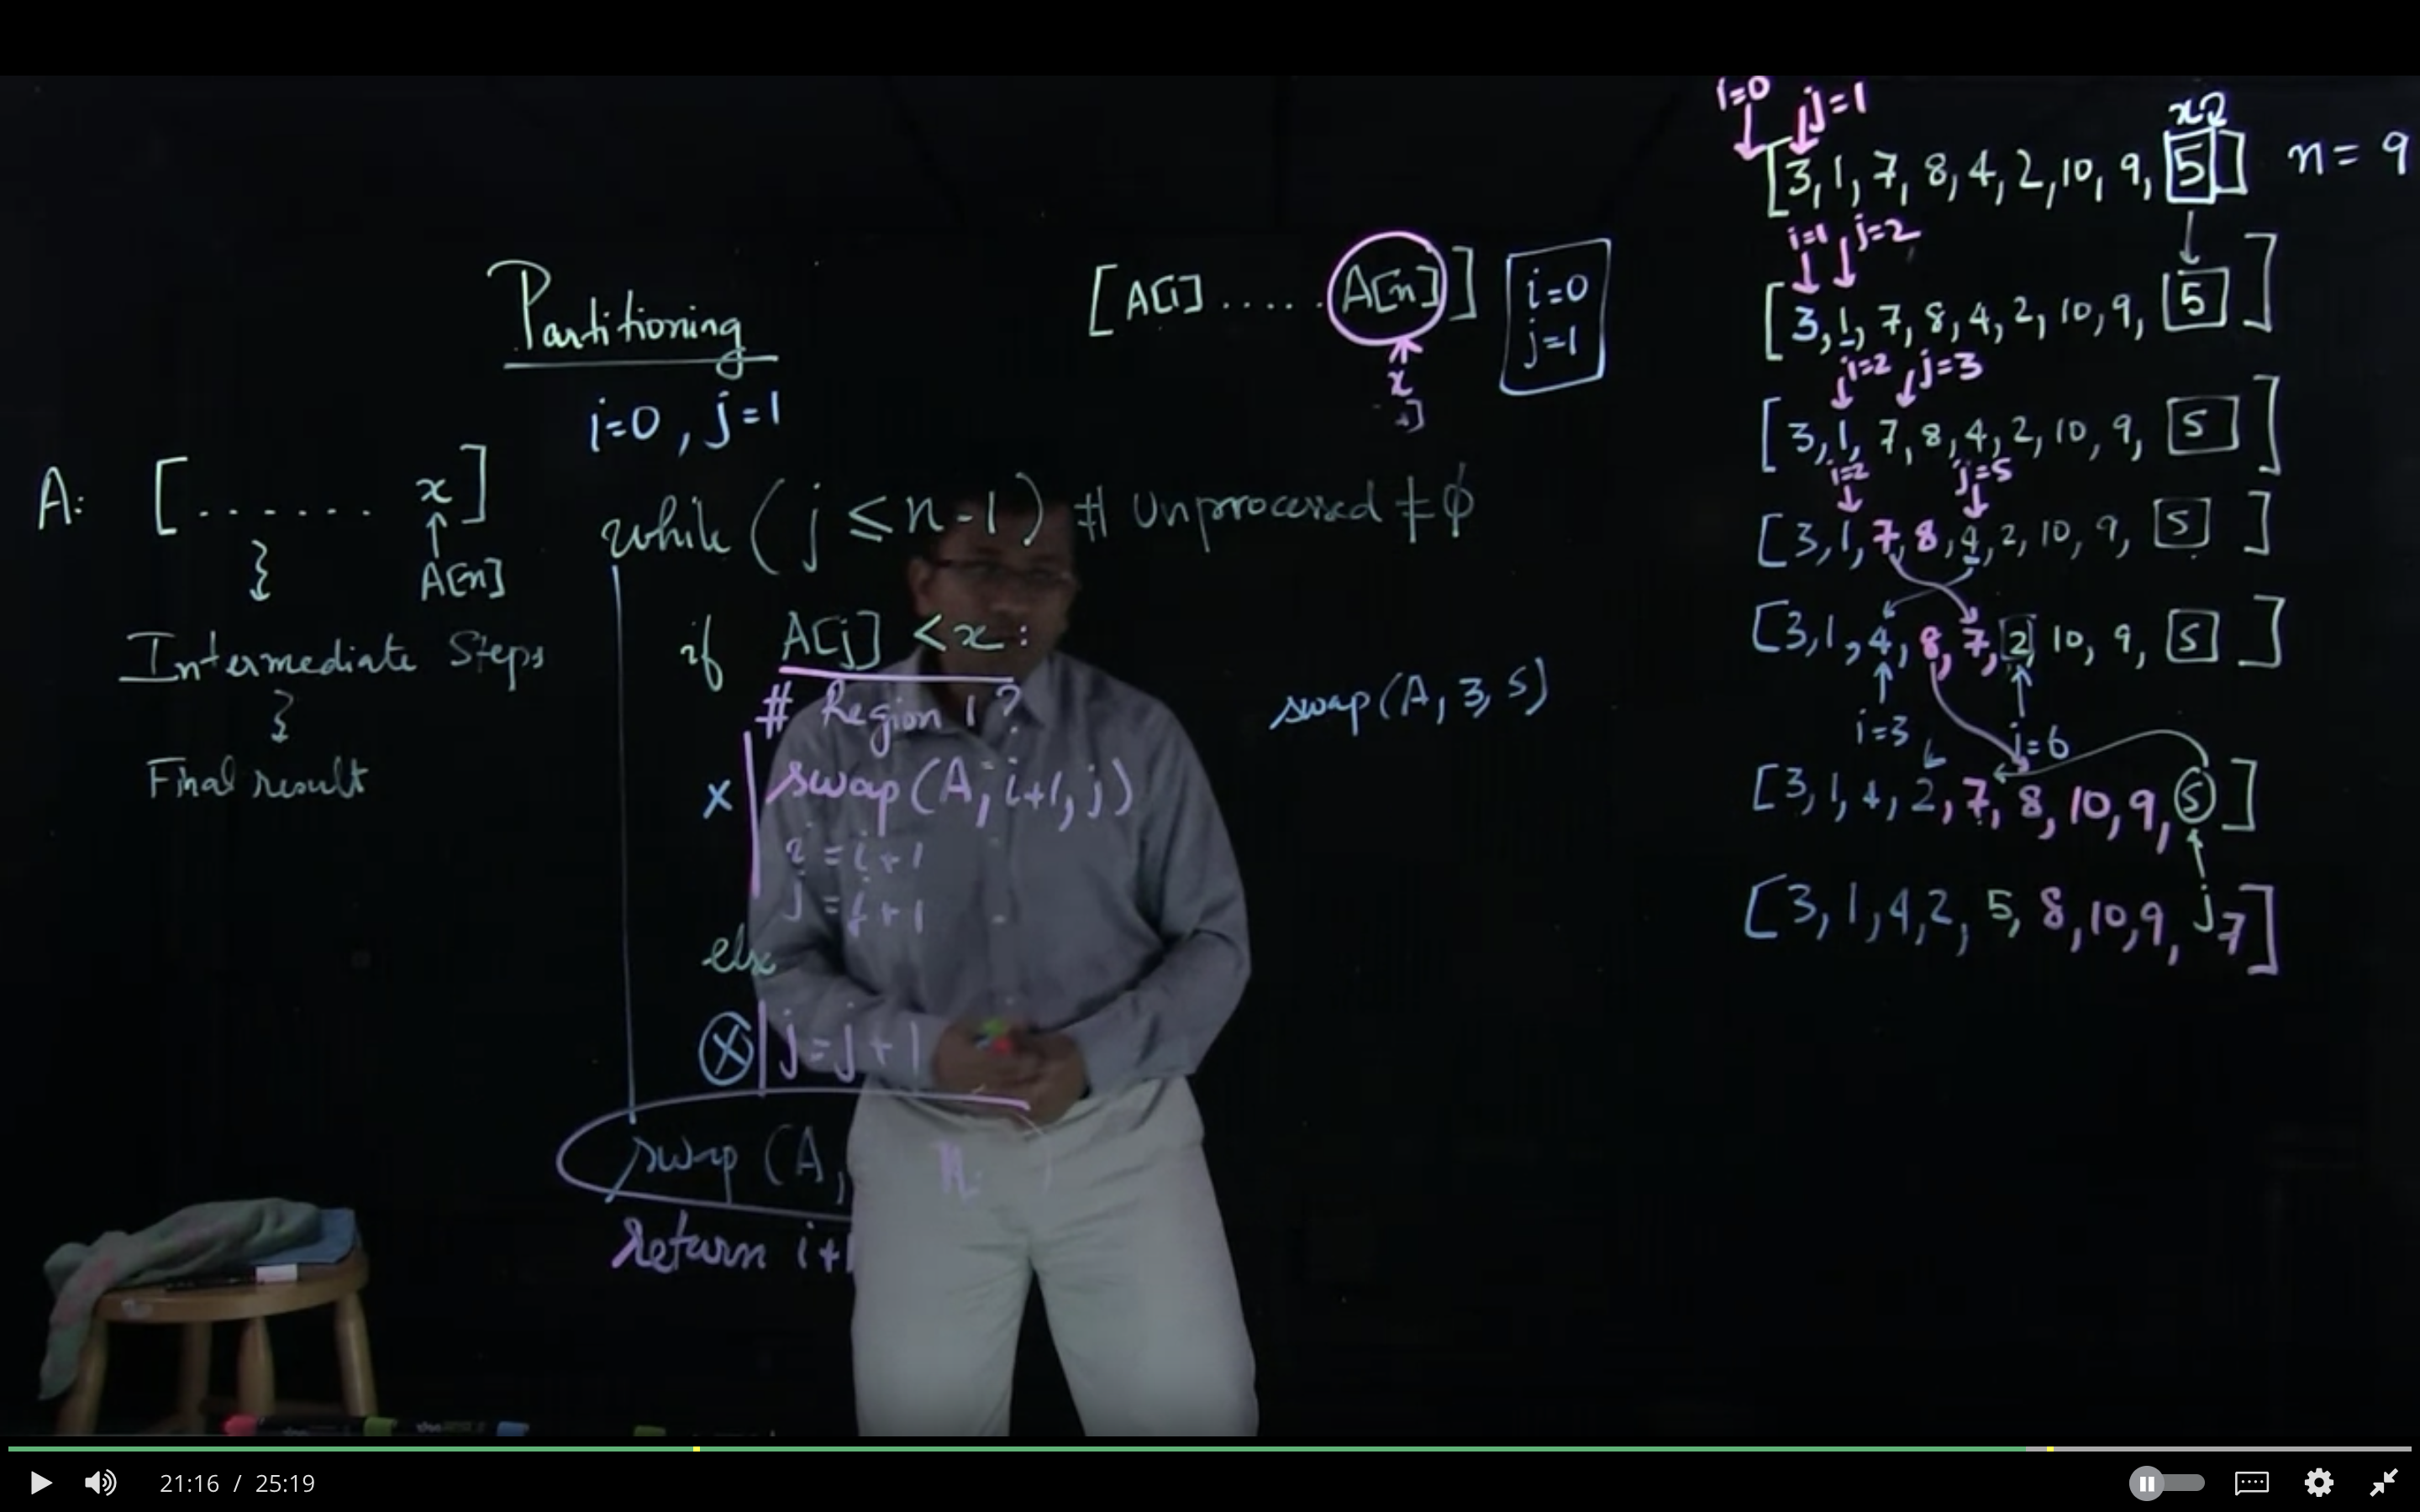 Partitioning
i=0 , j=1
A: [ . . . . . . . x ]
A[n]
Intermediate Steps
Final result
while ( j ≤ n-1 ) # Unprocessed ≠ ϕ
if A[j] < x :
# Region 1 ?
x swap (A, i+1, j)
i = i+1
j = j+1
else
X j = j+1
swap (A,
return i+1
[ A[1] . . . . . A[n] ]
x
i=0
j=1
swap (A, 3, 5)
i=0 j=1
[3, 1, 7, 8, 4, 2, 10, 9, 5] n = 9
i=1 j=2
[3, 1, 7, 8, 4, 2, 10, 9, 5 ]
i=2 j=3
[3, 1, 7, 8, 4, 2, 10, 9, 5 ]
i=2 j=5
[3, 1, 7, 8, 4, 2, 10, 9, 5 ]
[3, 1, 4, 8, 7, 2, 10, 9, 5 ]
i=3 j=6
[3, 1, 4, 2, 7, 8, 10, 9, 5 ]
j
[3, 1, 4, 2, 5, 8, 10, 9, 7]
21:16 / 25:19